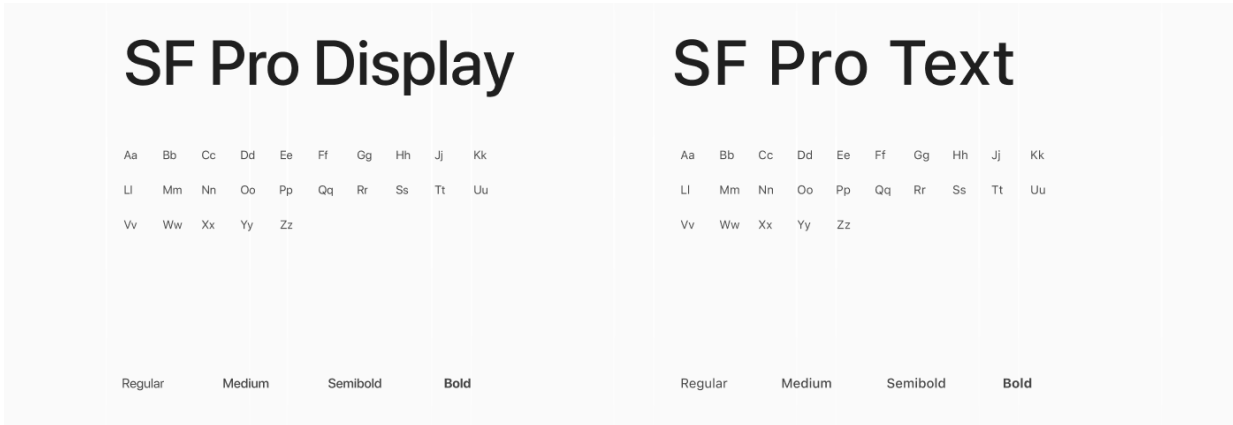 SF Pro Display
Aa Bb Cc Dd Ee Ff Gg Hh Jj Kk
Ll Mm Nn Oo Pp Qq Rr Ss Tt Uu
Vv Ww Xx Yy Zz
Regular Medium Semibold Bold
SF Pro Text
Aa Bb Cc Dd Ee Ff Gg Hh Jj Kk
Ll Mm Nn Oo Pp Qq Rr Ss Tt Uu
Vv Ww Xx Yy Zz
Regular Medium Semibold Bold